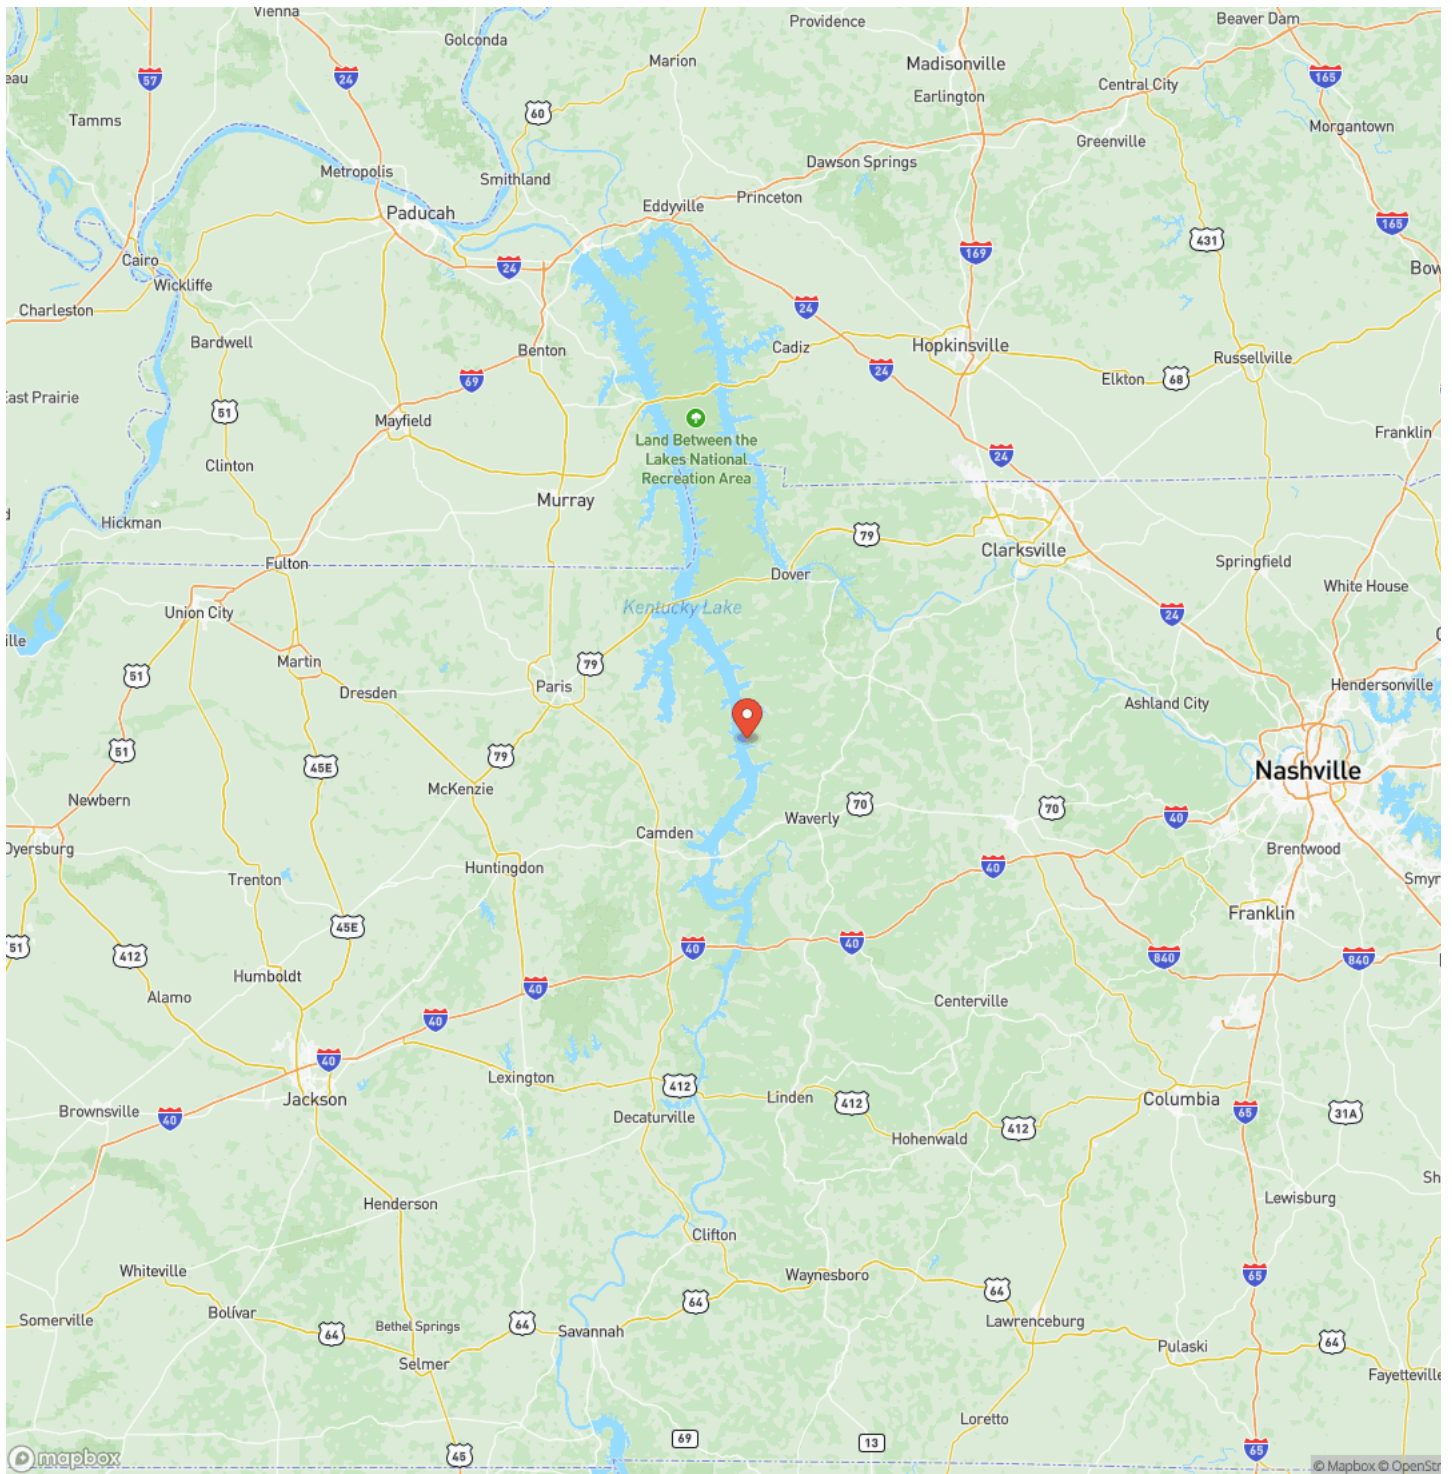 Vienna
Golconda
Providence
Beaver Dam
Marion
Madisonville
57
24
165
eau
60
Earlington
Central City
Tamms
Morgantown
Greenville
Metropolis
Smithland
Dawson Springs
Paducah
Eddyville
Princeton
165
431
169
Cairo
24
Bow
Wickliffe
Charleston
24
Bardwell
Benton
Cadiz
Hopkinsville
Russellville
24
69
Elkton
68
East Prairie
51
Mayfield
Land Between the
Lakes National
Recreation Area
Franklin
Clinton
24
Murray
Hickman
79
Clarksville
Fulton
Dover
Springfield
White House
Kentucky Lake
Union City
24
ille
Martin
79
51
Dresden
Paris
Hendersonville
Ashland City
51
79
45E
Nashville
McKenzie
Newbern
70
70
Waverly
40
Camden
Dyersburg
Brentwood
Huntingdon
40
Trenton
Smyr
Franklin
45E
51
412
40
40
840
840
Humboldt
40
Alamo
Centerville
40
40
Lexington
412
Jackson
Linden
412
Columbia
Brownsville
40
65
31A
Decaturville
412
Hohenwald
Sh
Henderson
Lewisburg
Clifton
Whiteville
Waynesboro
65
64
64
Bolívar
Somerville
Bethel Springs
64
64
Savannah
Lawrenceburg
64
Pulaski
Selmer
Fayetteville
Loretto
69
13
45
65
mapbox
© Mapbox © OpenStr